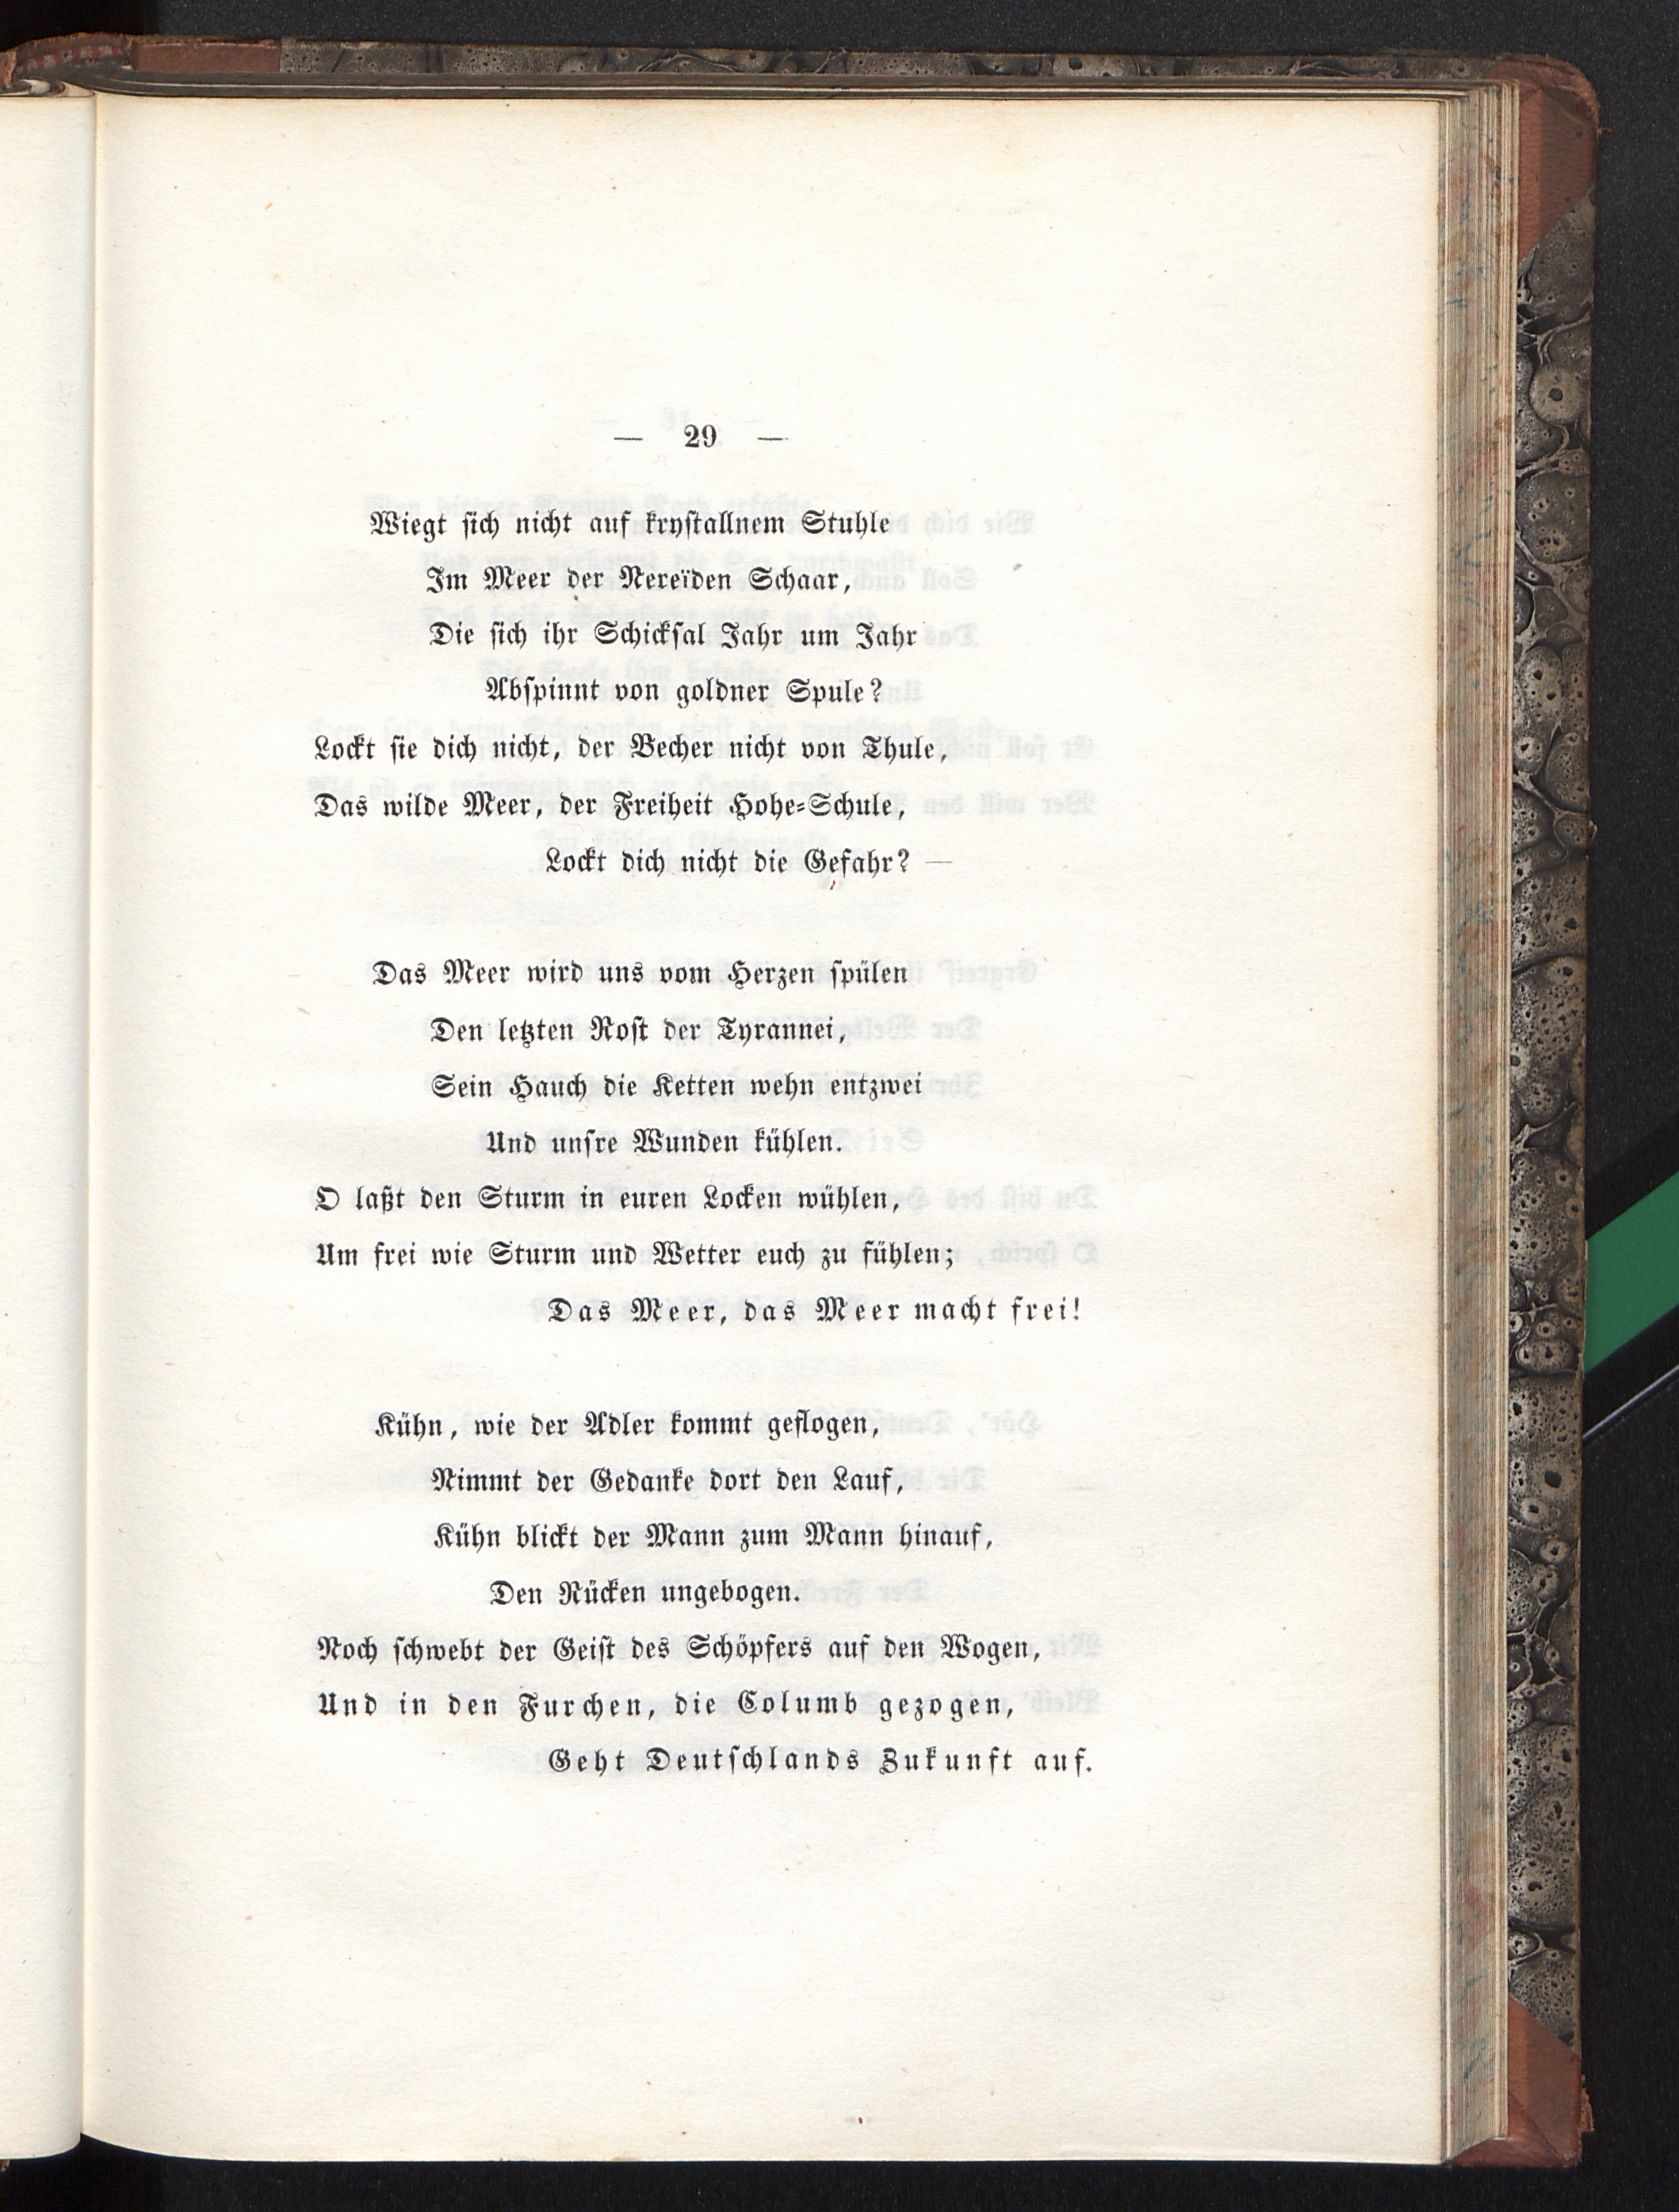 — 29 —
Wiegt sich nicht auf krystallnem Stuhle
Im Meer der Nereïden Schaar,
Die sich ihr Schicksal Jahr um Jahr
Abspinnt von goldner Spule?
Lockt sie dich nicht, der Becher nicht von Thule,
Das wilde Meer, der Freiheit Hohe-Schule,
Lockt dich nicht die Gefahr? —
Das Meer wird uns vom Herzen spülen
Den letzten Rost der Tyrannei,
Sein Hauch die Ketten wehn entzwei
Und unsre Wunden kühlen.
O laßt den Sturm in euren Locken wühlen,
Um frei wie Sturm und Wetter euch zu fühlen;
Das Meer, das Meer macht frei!
Kühn, wie der Adler kommt geflogen,
Nimmt der Gedanke dort den Lauf,
Kühn blickt der Mann zum Mann hinauf,
Den Rücken ungebogen.
Noch schwebt der Geist des Schöpfers auf den Wogen,
Und in den Furchen, die Columb gezogen,
Geht Deutschlands Zukunft auf.